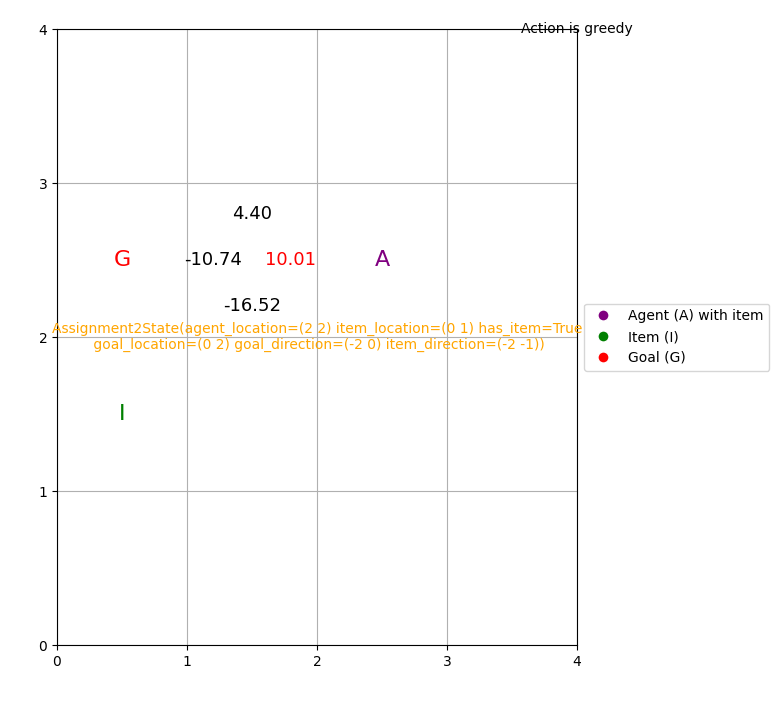 Action is greedy
4
3
4.40
G
-10.74
10.01
A
-16.52
Assignment2State(agent_location=(2 2) item_location=(0 1) has_item=True
goal_location=(0 2) goal_direction=(-2 0) item_direction=(-2 -1))
2
Agent (A) with item
Item (I)
Goal (G)
I
1
0
0 1 2 3 4